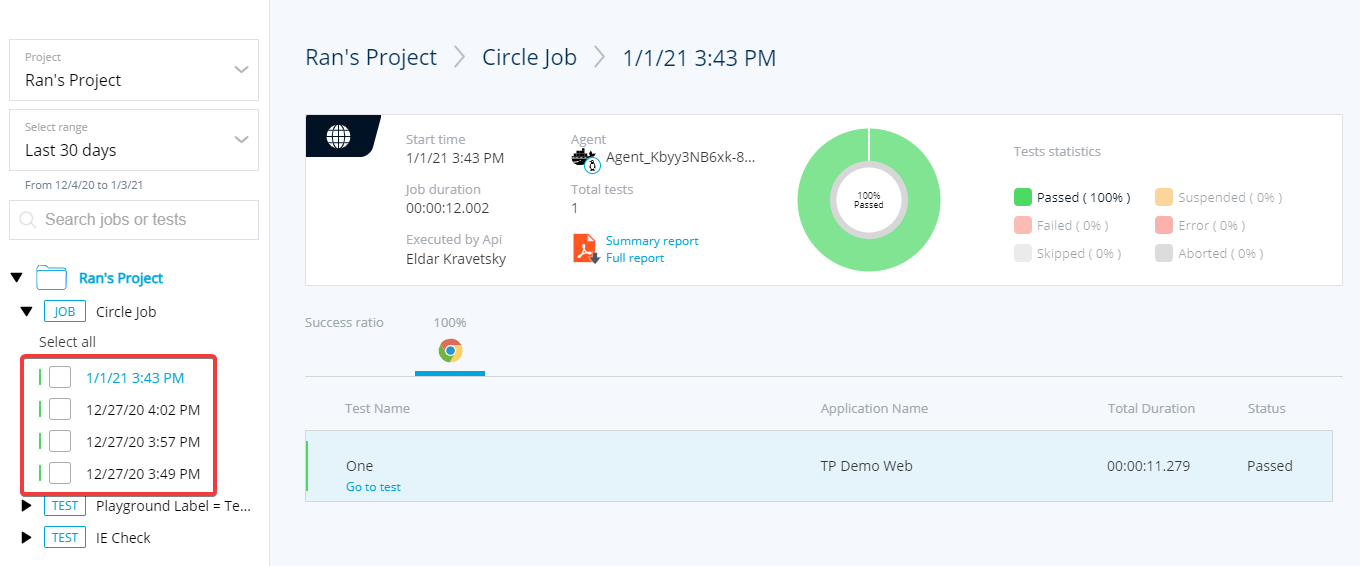 Project
Ran's Project
Select range
Last 30 days
From 12/4/20 to 1/3/21
Search jobs or tests
Ran's Project
JOB Circle Job
Select all
1/1/21 3:43 PM
12/27/20 4:02 PM
12/27/20 3:57 PM
12/27/20 3:49 PM
TEST Playground Label = Te...
TEST IE Check
Ran's Project Circle Job 1/1/21 3:43 PM
Start time
1/1/21 3:43 PM
Job duration
00:00:12.002
Executed by Api
Eldar Kravetsky
Agent
Agent_Kbyy3NB6xk-8...
Total tests
1
Summary report
Full report
100%
Passed
Tests statistics
Passed ( 100% ) Suspended ( 0% )
Failed ( 0% ) Error ( 0% )
Skipped ( 0% ) Aborted ( 0% )
Success ratio 100%
Test Name Application Name Total Duration Status
One TP Demo Web 00:00:11.279 Passed
Go to test